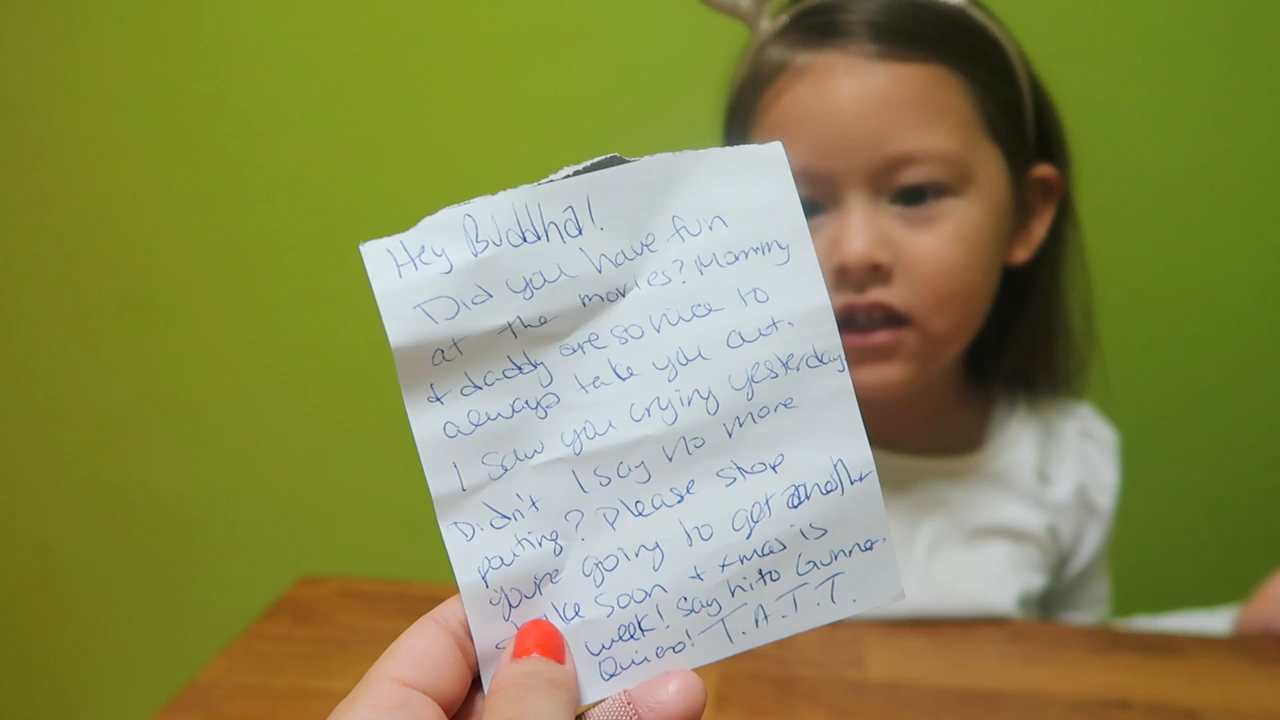 Hey Buddha!
Did you have fun
at the movies? Mommy
& daddy are so nice to
always take you out.
I saw you crying yesterday.
Didn't I say no more
pouting? Please stop
you're going to get another
soon & xmas is
week! say hi to Gunnar.
Quiero! T.A.T.T.